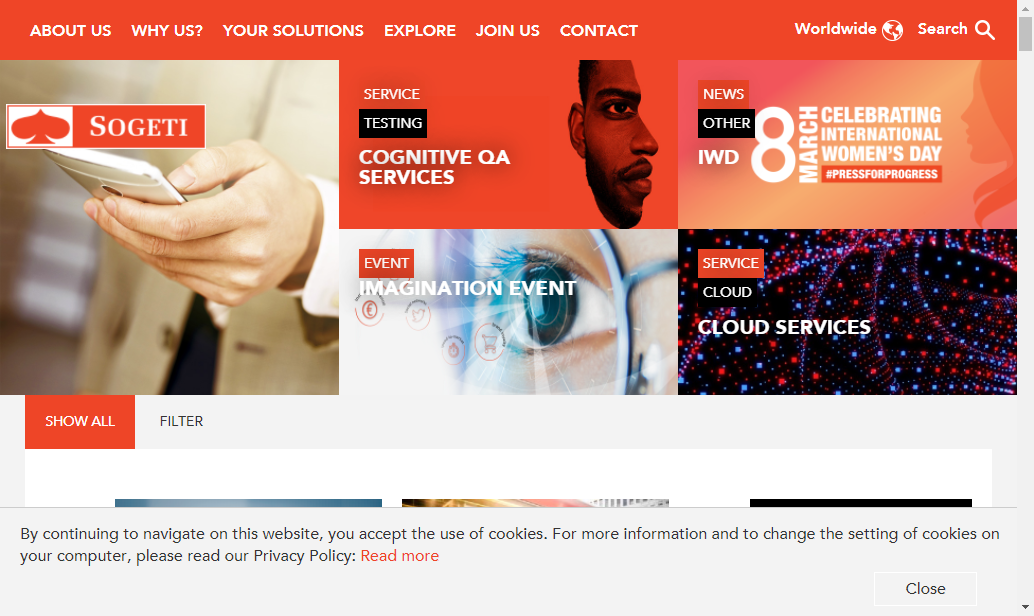 ABOUT US
WHY US?
YOUR SOLUTIONS
EXPLORE
JOIN US
CONTACT
Worldwide
Search
SOGETI
SERVICE
TESTING
COGNITIVE QA
SERVICES
NEWS
OTHER
IWD
8
MARCH
CELEBRATING
INTERNATIONAL
WOMEN'S DAY
#PRESSFORPROGRESS
EVENT
IMAGINATION EVENT
SERVICE
CLOUD
CLOUD SERVICES
SHOW ALL
FILTER
By continuing to navigate on this website, you accept the use of cookies. For more information and to change the setting of cookies on
your computer, please read our Privacy Policy: Read more
Close